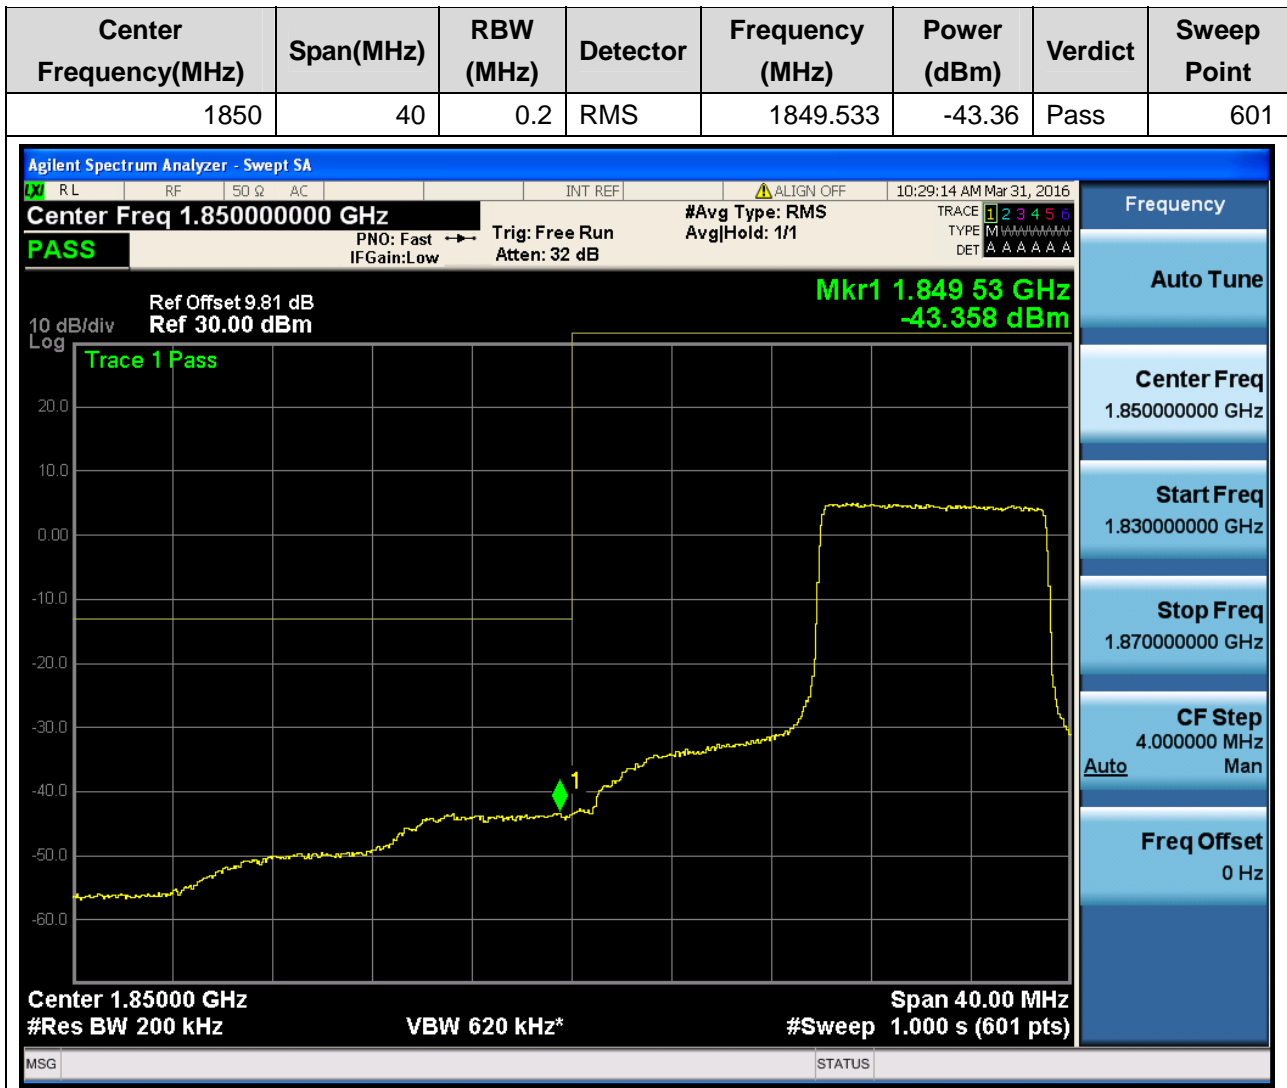 Center Frequency(MHz) Span(MHz) RBW (MHz) Detector Frequency (MHz) Power (dBm) Verdict Sweep Point
1850 40 0.2 RMS 1849.533 -43.36 Pass 601
Agilent Spectrum Analyzer - Swept SA
LXI RL RF 50 Ω AC INT REF ALIGN OFF 10:29:14 AM Mar 31, 2016
Center Freq 1.850000000 GHz
PASS
PNO: Fast
IFGain:Low
Trig: Free Run
Atten: 32 dB
#Avg Type: RMS
Avg|Hold: 1/1
TRACE 1 2 3 4 5 6
TYPE M
DET A A A A A A
Mkr1 1.849 53 GHz
-43.358 dBm
Ref Offset 9.81 dB
10 dB/div Ref 30.00 dBm
Log
Trace 1 Pass
20.0
10.0
0.00
-10.0
-20.0
-30.0
-40.0
-50.0
-60.0
1
Center 1.85000 GHz Span 40.00 MHz
#Res BW 200 kHz VBW 620 kHz* #Sweep 1.000 s (601 pts)
MSG STATUS
Frequency
Auto Tune
Center Freq
1.850000000 GHz
Start Freq
1.830000000 GHz
Stop Freq
1.870000000 GHz
CF Step
4.000000 MHz
Auto Man
Freq Offset
0 Hz